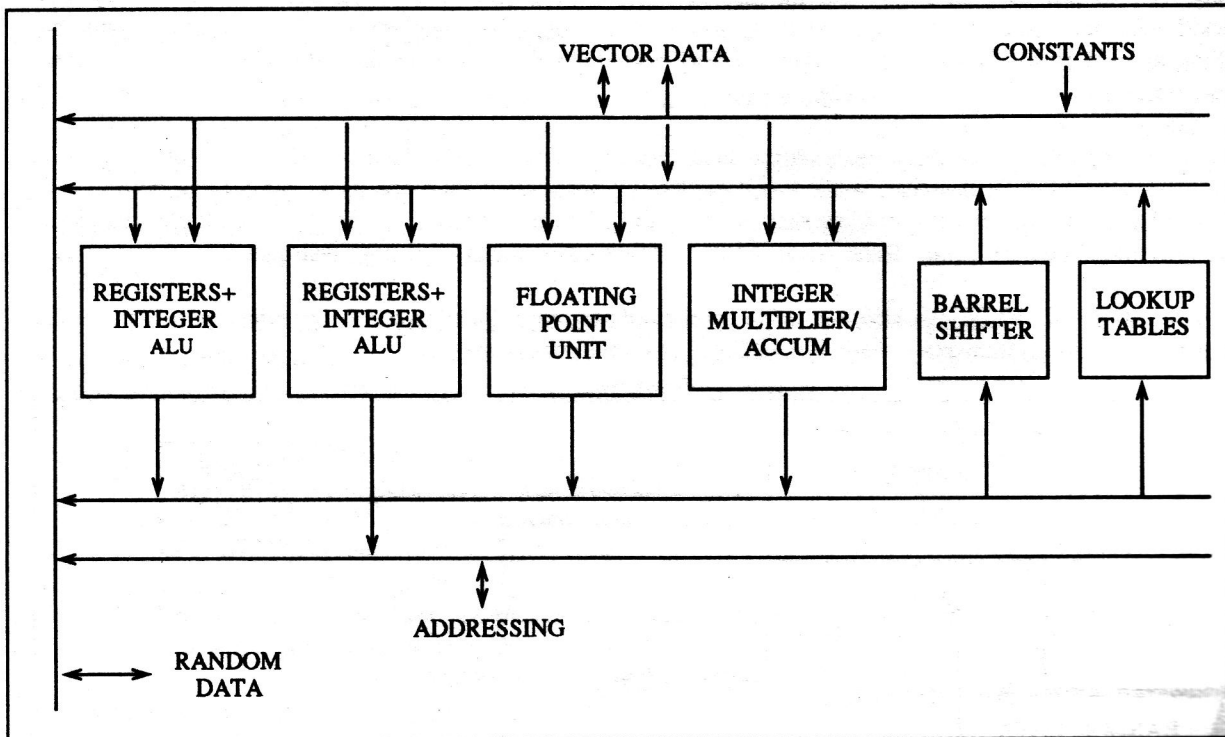 VECTOR DATA
CONSTANTS
REGISTERS+
INTEGER
ALU
REGISTERS+
INTEGER
ALU
FLOATING
POINT
UNIT
INTEGER
MULTIPLIER/
ACCUM
BARREL
SHIFTER
LOOKUP
TABLES
ADDRESSING
RANDOM
DATA